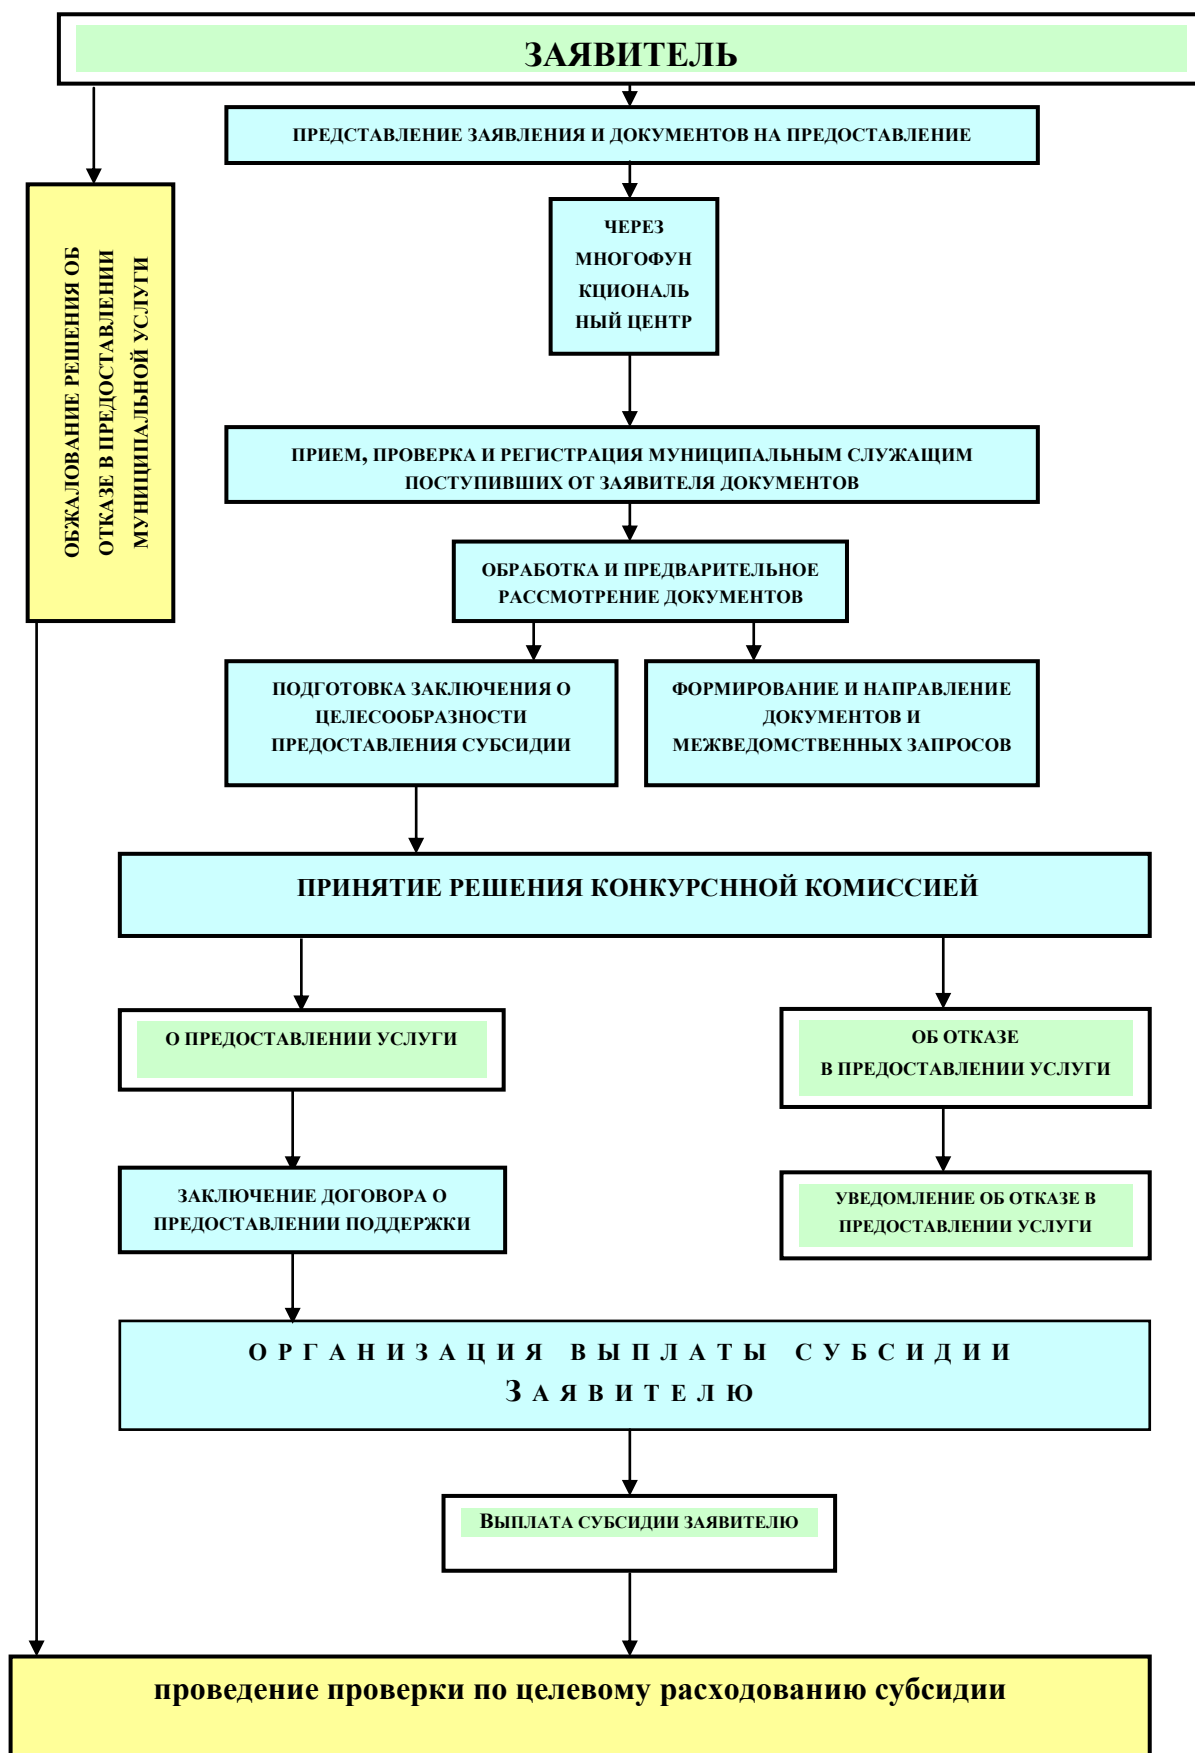 ЗАЯВИТЕЛЬ
ПРЕДСТАВЛЕНИЕ ЗАЯВЛЕНИЯ И ДОКУМЕНТОВ НА ПРЕДОСТАВЛЕНИЕ
ОБЖАЛОВАНИЕ РЕШЕНИЯ ОБ
ОТКАЗЕ В ПРЕДОСТАВЛЕНИИ
МУНИЦИПАЛЬНОЙ УСЛУГИ
ЧЕРЕЗ
МНОГОФУН
КЦИОНАЛЬ
НЫЙ ЦЕНТР
ПРИЕМ, ПРОВЕРКА И РЕГИСТРАЦИЯ МУНИЦИПАЛЬНЫМ СЛУЖАЩИМ
ПОСТУПИВШИХ ОТ ЗАЯВИТЕЛЯ ДОКУМЕНТОВ
ОБРАБОТКА И ПРЕДВАРИТЕЛЬНОЕ
РАССМОТРЕНИЕ ДОКУМЕНТОВ
ПОДГОТОВКА ЗАКЛЮЧЕНИЯ О
ЦЕЛЕСООБРАЗНОСТИ
ПРЕДОСТАВЛЕНИЯ СУБСИДИИ
ФОРМИРОВАНИЕ И НАПРАВЛЕНИЕ
ДОКУМЕНТОВ И
МЕЖВЕДОМСТВЕННЫХ ЗАПРОСОВ
ПРИНЯТИЕ РЕШЕНИЯ КОНКУРСННОЙ КОМИССИЕЙ
О ПРЕДОСТАВЛЕНИИ УСЛУГИ
ОБ ОТКАЗЕ
В ПРЕДОСТАВЛЕНИИ УСЛУГИ
ЗАКЛЮЧЕНИЕ ДОГОВОРА О
ПРЕДОСТАВЛЕНИИ ПОДДЕРЖКИ
УВЕДОМЛЕНИЕ ОБ ОТКАЗЕ В
ПРЕДОСТАВЛЕНИИ УСЛУГИ
ОРГАНИЗАЦИЯ ВЫПЛАТЫ СУБСИДИИ
ЗАЯВИТЕЛЮ
ВЫПЛАТА СУБСИДИИ ЗАЯВИТЕЛЮ
проведение проверки по целевому расходованию субсидии